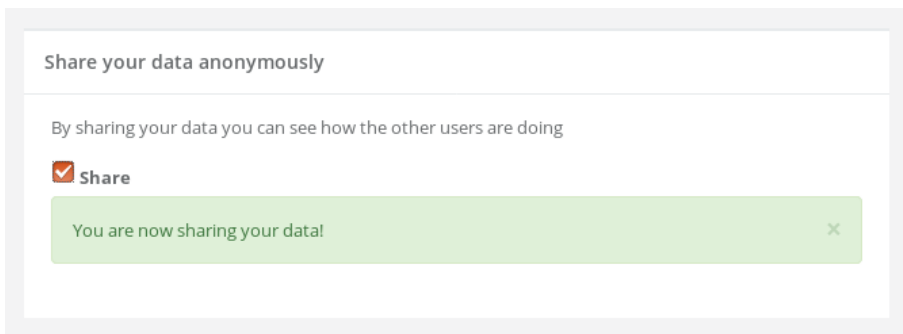 Share your data anonymously
By sharing your data you can see how the other users are doing
Share
You are now sharing your data!
×